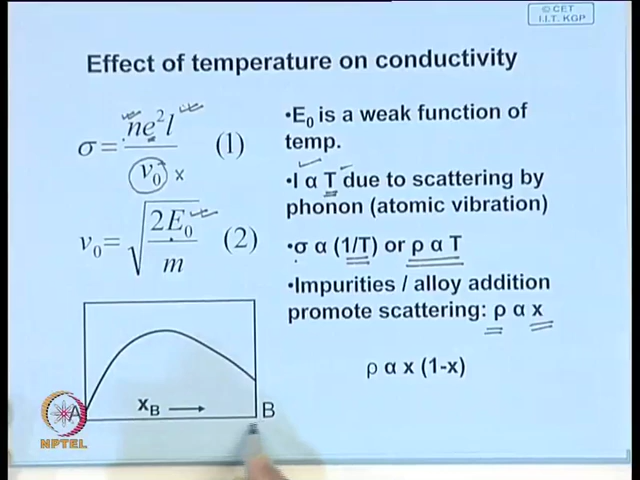 © CET
I.I.T. KGP
Effect of temperature on conductivity
σ = ne²l / v₀ (1)
v₀ = √(2E₀ / m) (2)
•E₀ is a weak function of
temp.
•l α T due to scattering by
phonon (atomic vibration)
•σ α (1/T) or ρ α T
•Impurities / alloy addition
promote scattering: ρ α x
ρ α x (1-x)
A
x_B
B
NPTEL